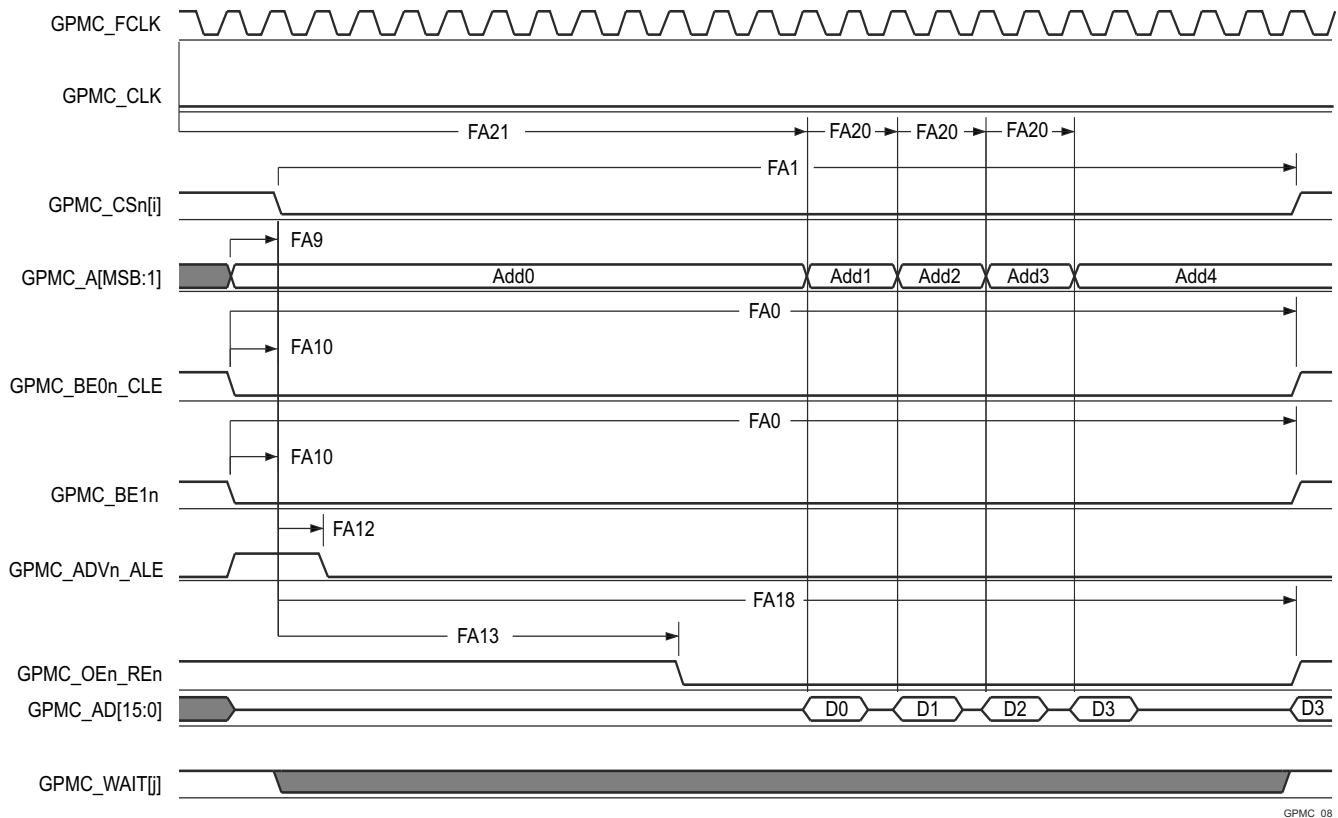 GPMC_FCLK
GPMC_CLK
FA21 FA20 FA20 FA20
FA1
GPMC_CSn[i]
FA9
GPMC_A[MSB:1] Add0 Add1 Add2 Add3 Add4
FA0
FA10
GPMC_BE0n_CLE
FA0
FA10
GPMC_BE1n
FA12
GPMC_ADVn_ALE
FA18
FA13
GPMC_OEn_REn
GPMC_AD[15:0] D0 D1 D2 D3 D3
GPMC_WAIT[j]
GPMC_08